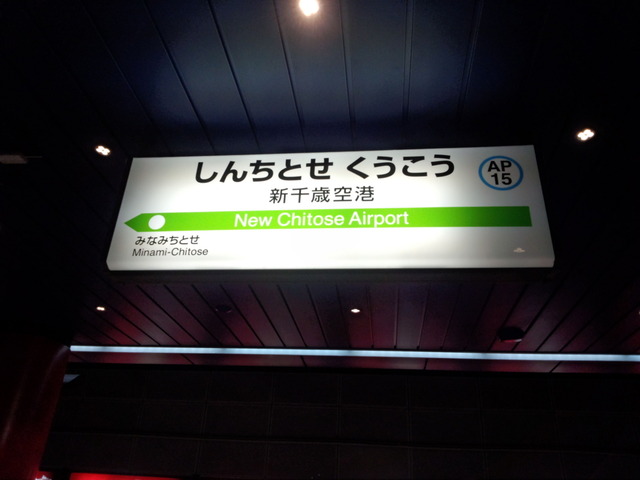 しんちとせ くうこう
AP
15
新千歳空港
New Chitose Airport
みなみちとせ
Minami-Chitose